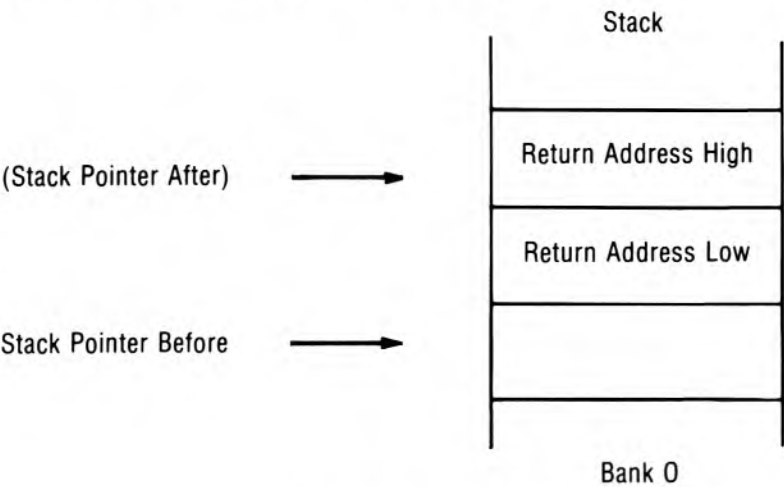 Stack
Return Address High
(Stack Pointer After)
Return Address Low
Stack Pointer Before
Bank 0